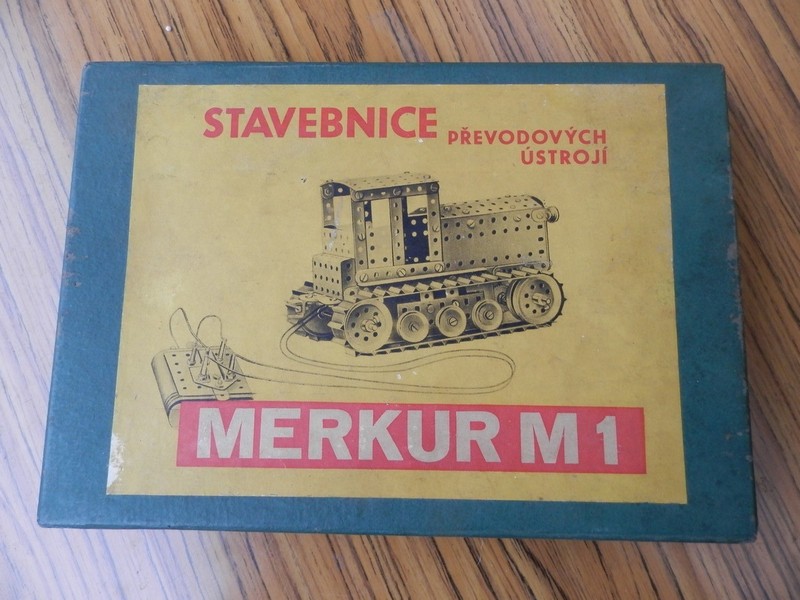 STAVEBNICE
PŘEVODOVÝCH
ÚSTROJÍ
MERKUR M 1